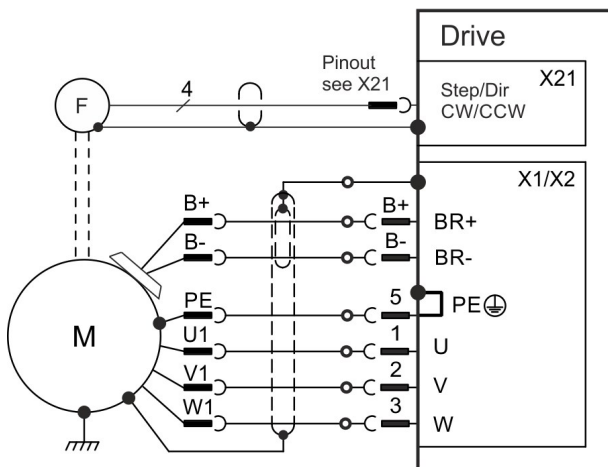 Drive
Pinout
see X21
X21
Step/Dir
CW/CCW
F
4
X1/X2
B+
B+
BR+
B-
B-
BR-
PE
5
PE
M
U1
1
U
V1
2
V
W1
3
W